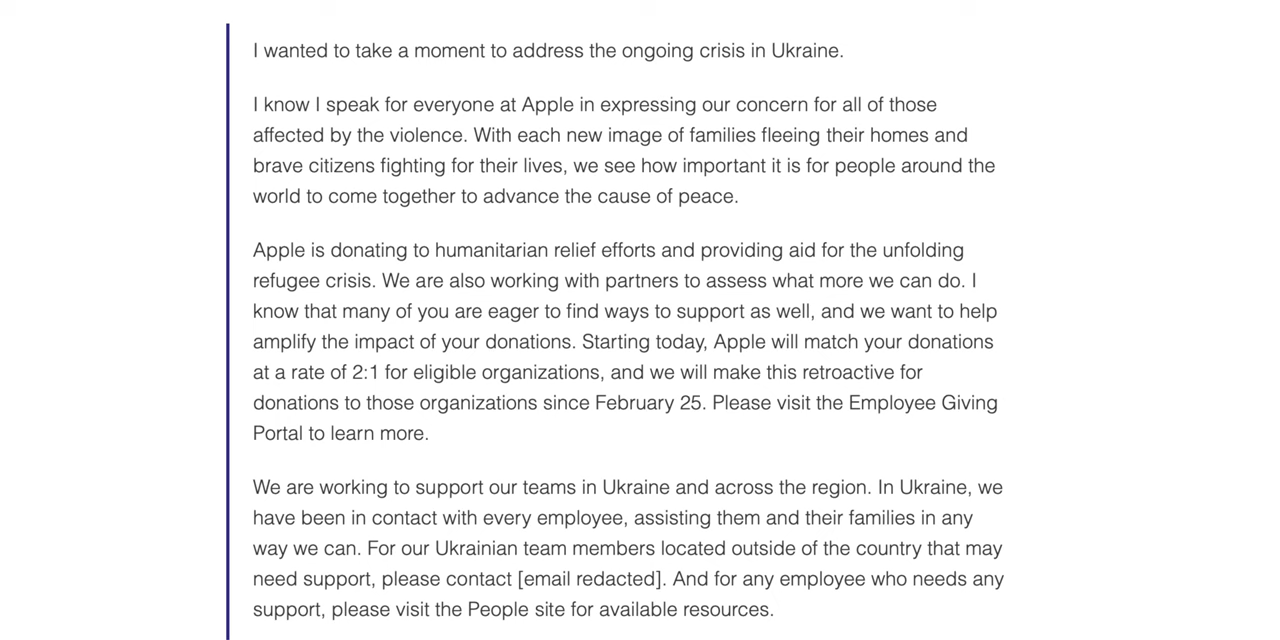 I wanted to take a moment to address the ongoing crisis in Ukraine.
I know I speak for everyone at Apple in expressing our concern for all of those
affected by the violence. With each new image of families fleeing their homes and
brave citizens fighting for their lives, we see how important it is for people around the
world to come together to advance the cause of peace.
Apple is donating to humanitarian relief efforts and providing aid for the unfolding
refugee crisis. We are also working with partners to assess what more we can do. I
know that many of you are eager to find ways to support as well, and we want to help
amplify the impact of your donations. Starting today, Apple will match your donations
at a rate of 2:1 for eligible organizations, and we will make this retroactive for
donations to those organizations since February 25. Please visit the Employee Giving
Portal to learn more.
We are working to support our teams in Ukraine and across the region. In Ukraine, we
have been in contact with every employee, assisting them and their families in any
way we can. For our Ukrainian team members located outside of the country that may
need support, please contact [email redacted]. And for any employee who needs any
support, please visit the People site for available resources.